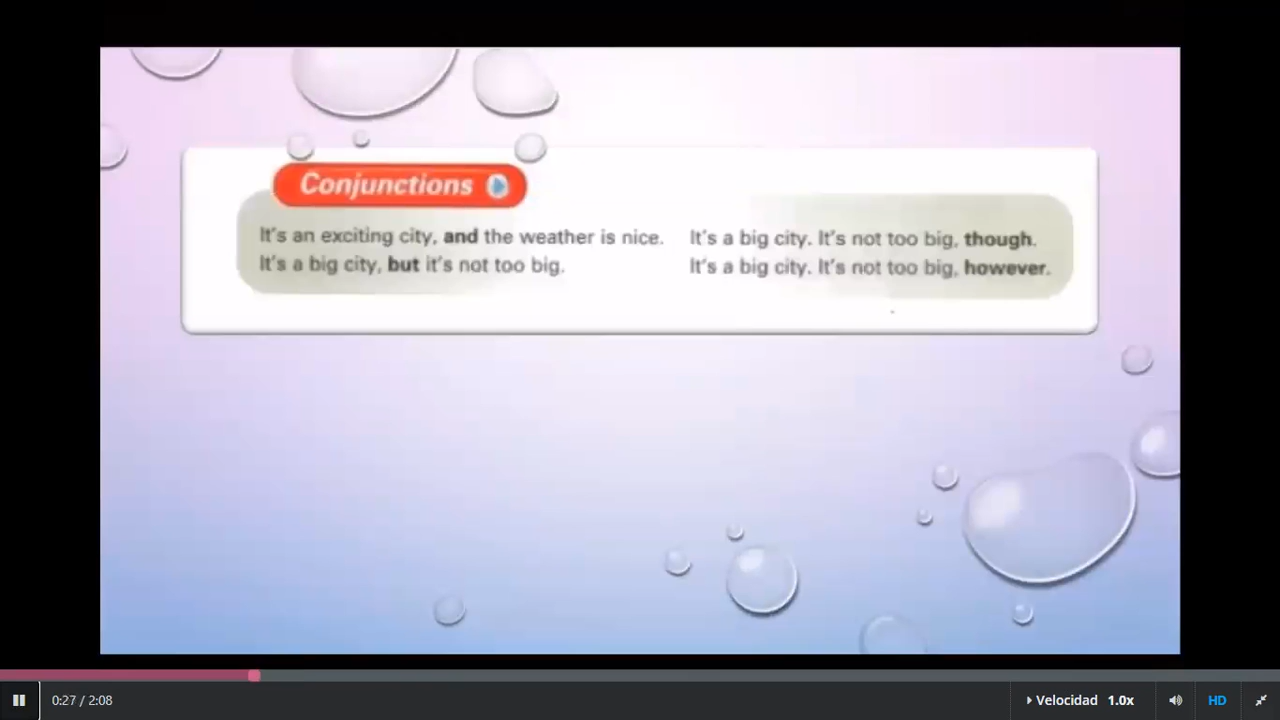 Conjunctions
It's an exciting city, and the weather is nice.
It's a big city, but it's not too big.
It's a big city. It's not too big, though.
It's a big city. It's not too big, however.
0:27 / 2:08
Velocidad 1.0x
HD